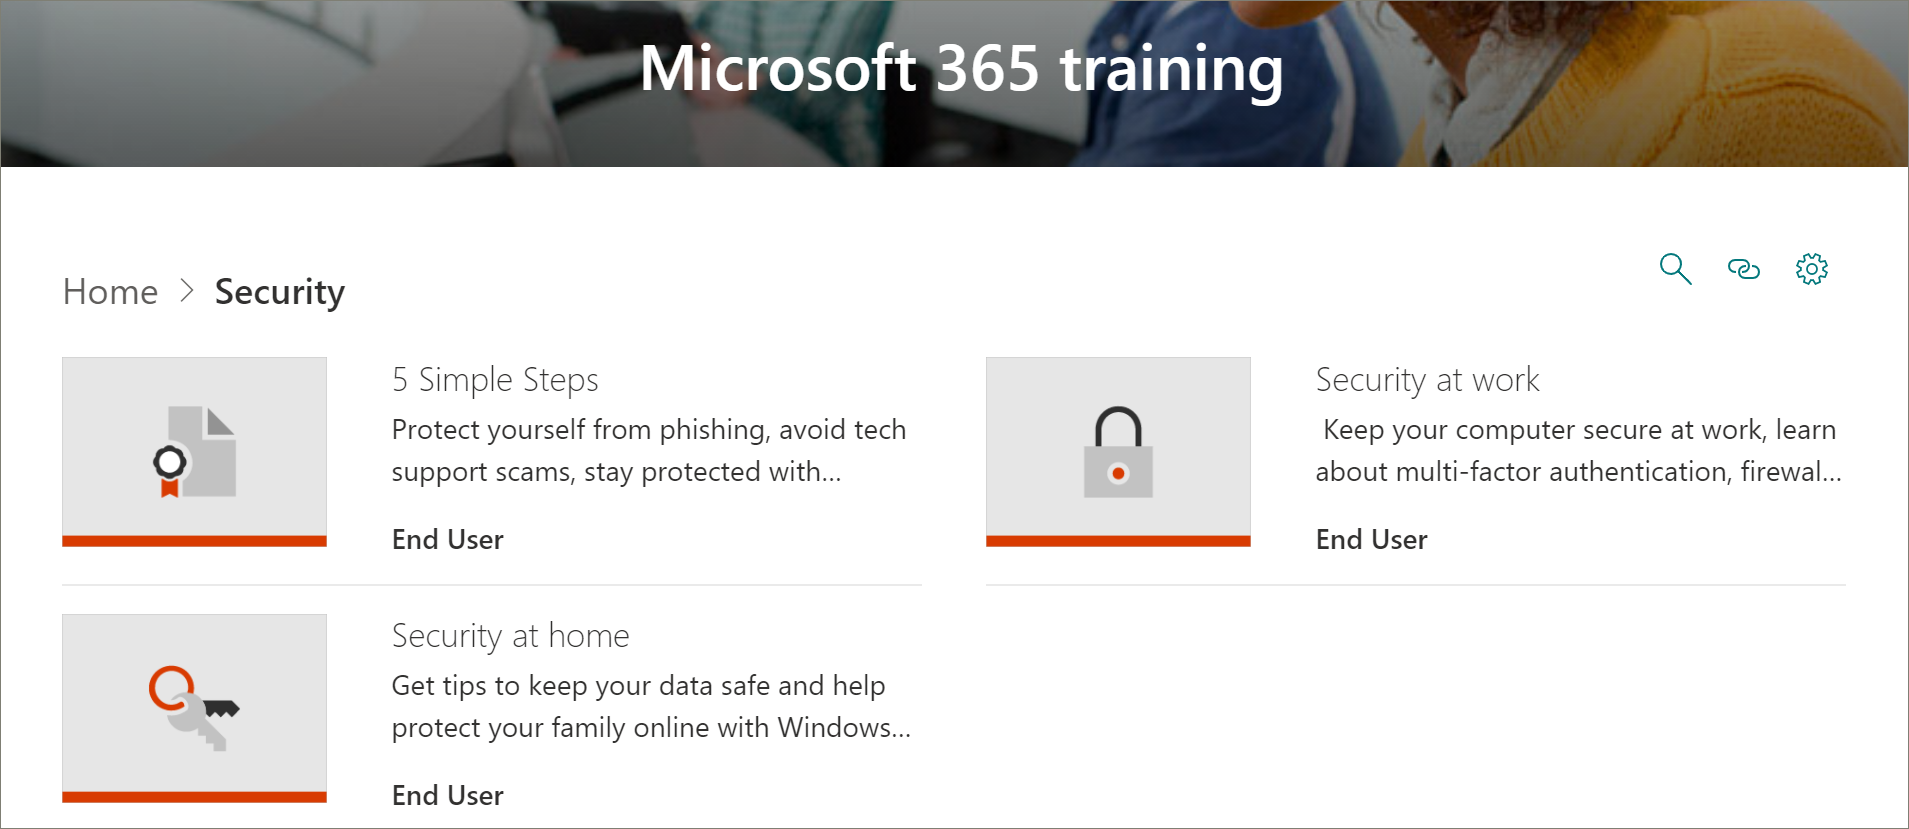 Microsoft 365 training
Home > Security
5 Simple Steps
Protect yourself from phishing, avoid tech
support scams, stay protected with...
End User
Security at work
Keep your computer secure at work, learn
about multi-factor authentication, firewal...
End User
Security at home
Get tips to keep your data safe and help
protect your family online with Windows...
End User